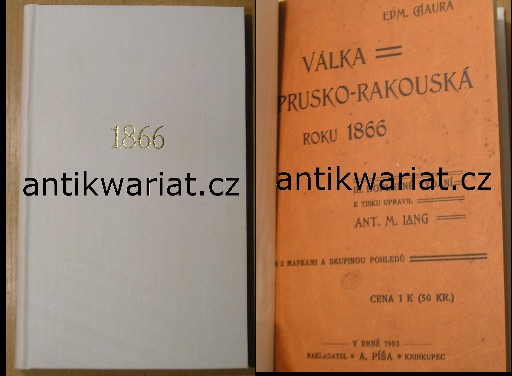 1866
antikwariat.cz
EDM. CHAURA
VÁLKA
PRUSKO-RAKOUSKÁ
ROKU 1866
antikwariat.cz
K TISKU UPRAVIL
ANT. M. LANG
S 2 MAPKAMI A SKUPINOU POHLEDŮ
CENA 1 K (50 KR.)
V BRNĚ 1903
NAKLADATEL * A. PÍŠA * KNIHKUPEC